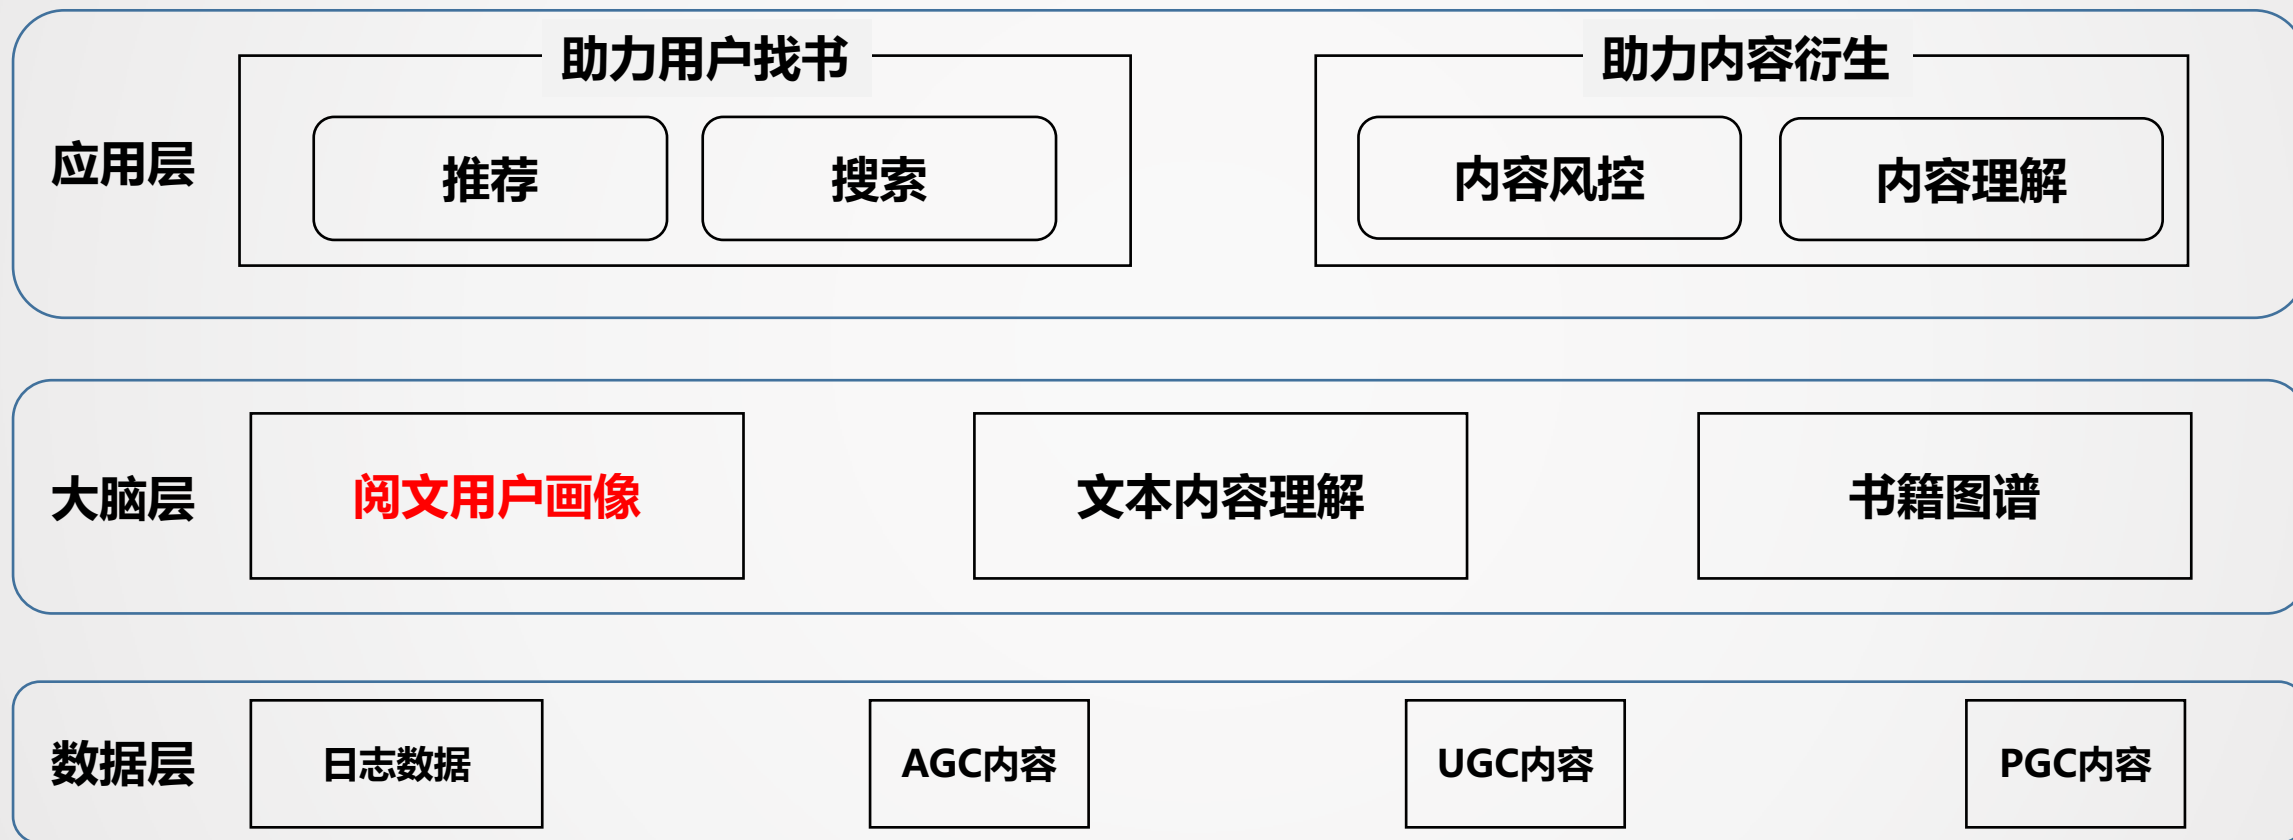 助力用户找书
助力内容衍生
应用层
推荐
搜索
内容风控
内容理解
大脑层
阅文用户画像
文本内容理解
书籍图谱
数据层
日志数据
AGC内容
UGC内容
PGC内容